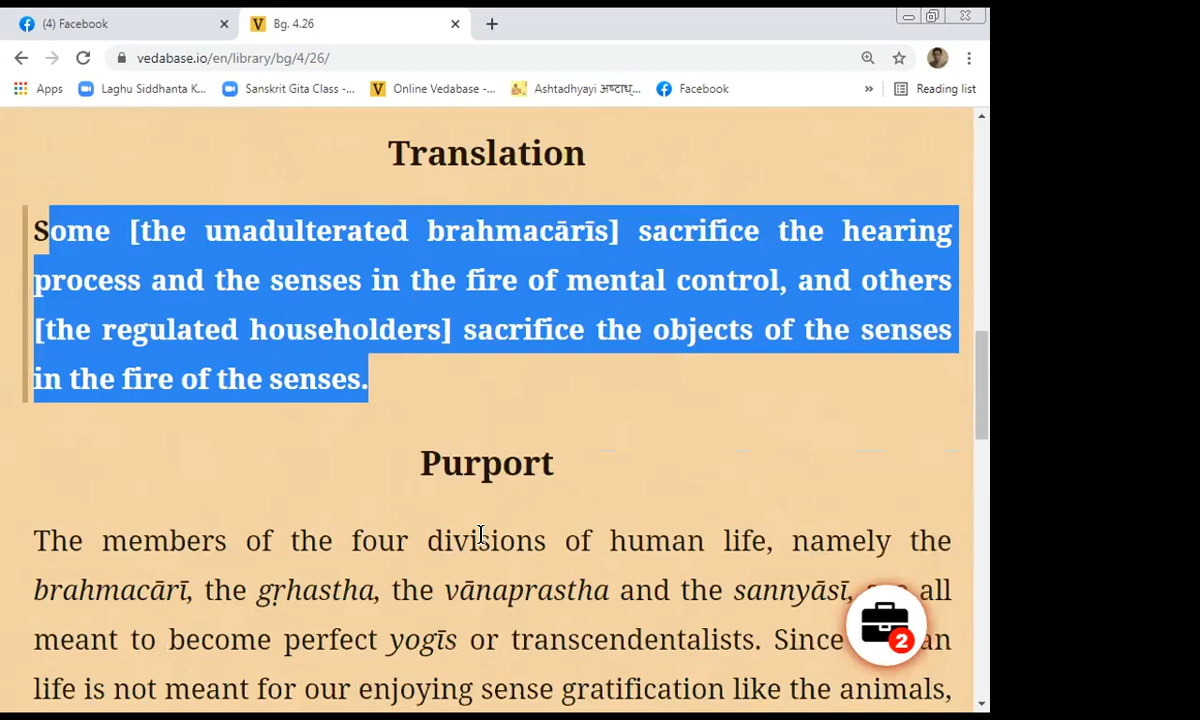 (4) Facebook
Bg. 4.26
vedabase.io/en/library/bg/4/26/
Apps Laghu Siddhanta K... Sanskrit Gita Class -... Online Vedabase -... Ashtadhyayi अष्टाध्... Facebook » Reading list
Translation
Some [the unadulterated brahmacārīs] sacrifice the hearing
process and the senses in the fire of mental control, and others
[the regulated householders] sacrifice the objects of the senses
in the fire of the senses.
Purport
The members of the four divisions of human life, namely the
brahmacārī, the gṛhastha, the vānaprastha and the sannyāsī, all
meant to become perfect yogīs or transcendentalists. Since an
life is not meant for our enjoying sense gratification like the animals,
2